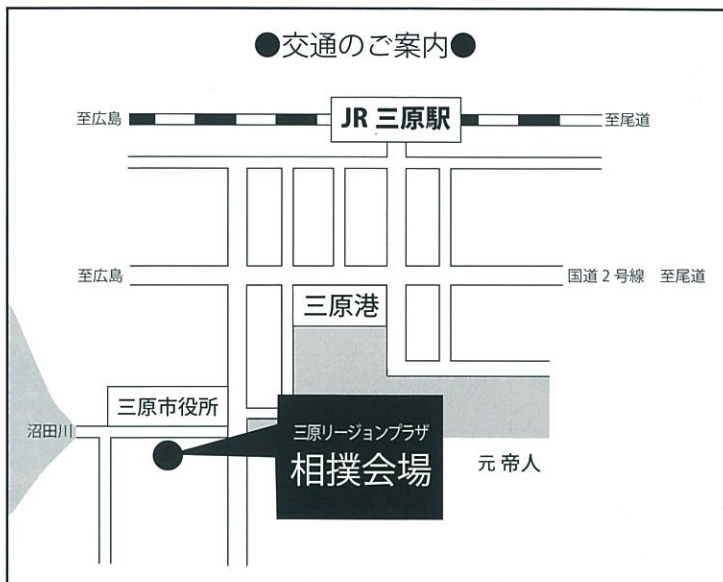 ●交通のご案内●
至広島
JR 三原駅
至尾道
至広島
国道2号線 至尾道
三原港
三原市役所
沼田川
三原リージョンプラザ
相撲会場
元 帝人